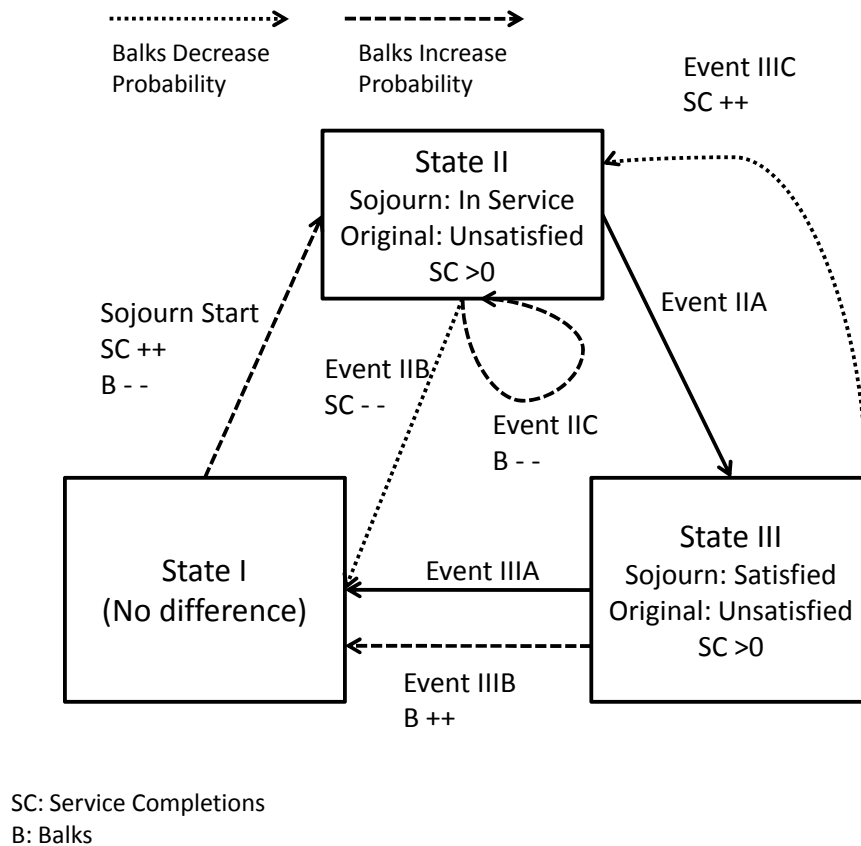 Balks Decrease
Probability
Balks Increase
Probability
Event IIIC
SC ++
State II
Sojourn: In Service
Original: Unsatisfied
SC >0
Sojourn Start
SC ++
B - -
Event IIA
Event IIB
SC - -
Event IIC
B - -
State I
(No difference)
Event IIIA
State III
Sojourn: Satisfied
Original: Unsatisfied
SC >0
Event IIIB
B ++
SC: Service Completions
B: Balks